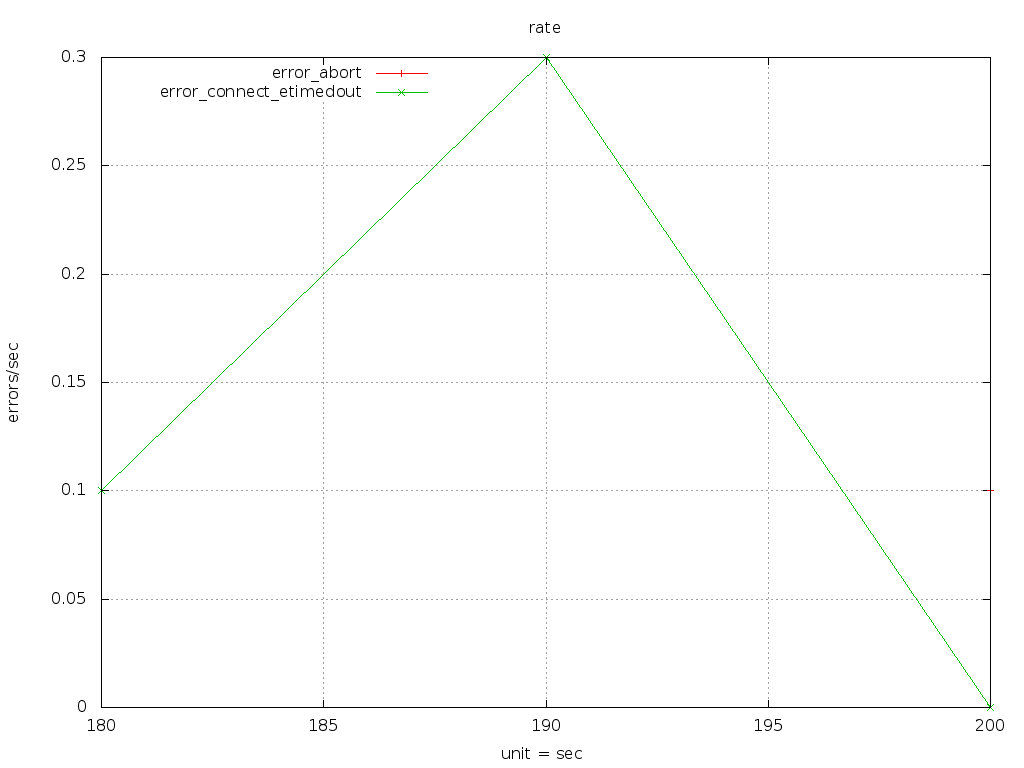 rate
0.3
error_abort
error_connect_etimedout
0.25
0.2
0.15
errors/sec
0.1
0.05
0
180 185 190 195 200
unit = sec